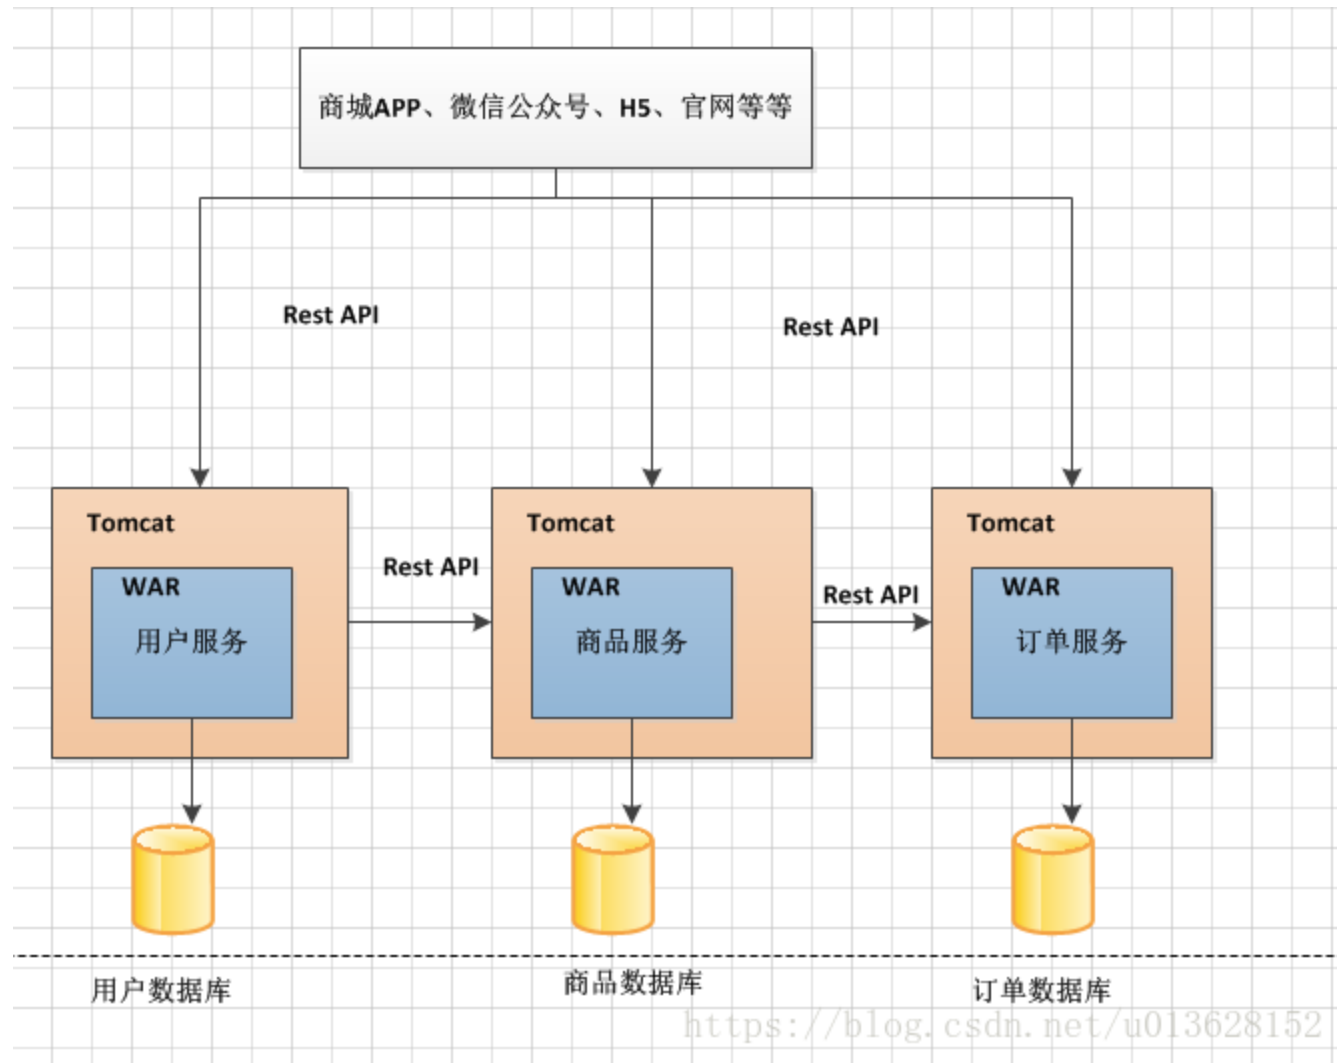 商城APP、微信公众号、H5、官网等等
Rest API
Rest API
Tomcat
Tomcat
Tomcat
Rest API
Rest API
WAR
WAR
WAR
用户服务
商品服务
订单服务
用户数据库
商品数据库
订单数据库
https://blog.csdn.net/u013628152